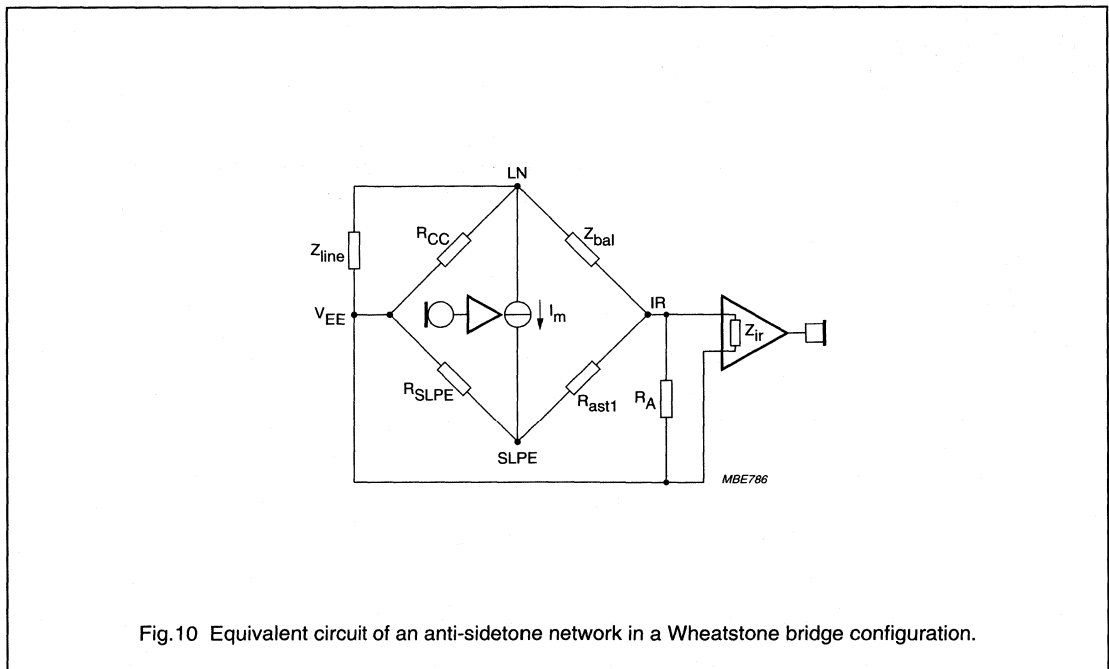 LN
R_CC
Z_bal
Z_line
V_EE
I_m
IR
Z_ir
R_SLPE
R_ast1
R_A
SLPE
MBE786
Fig.10 Equivalent circuit of an anti-sidetone network in a Wheatstone bridge configuration.